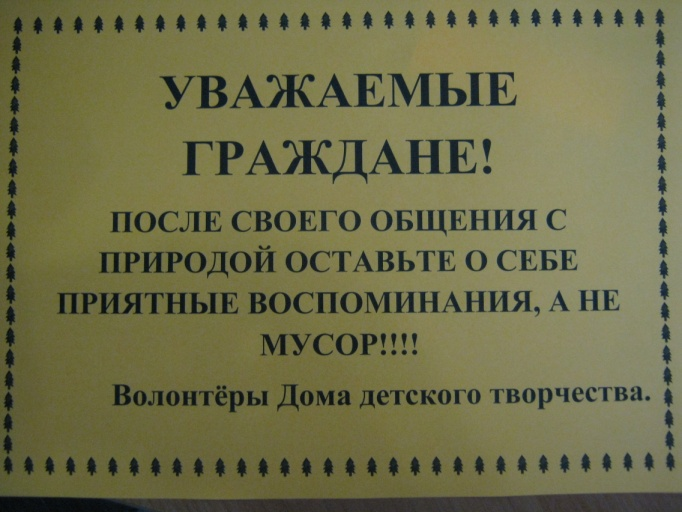 УВАЖАЕМЫЕ
ГРАЖДАНЕ!
ПОСЛЕ СВОЕГО ОБЩЕНИЯ С
ПРИРОДОЙ ОСТАВЬТЕ О СЕБЕ
ПРИЯТНЫЕ ВОСПОМИНАНИЯ, А НЕ
МУСОР!!!!
Волонтёры Дома детского творчества.